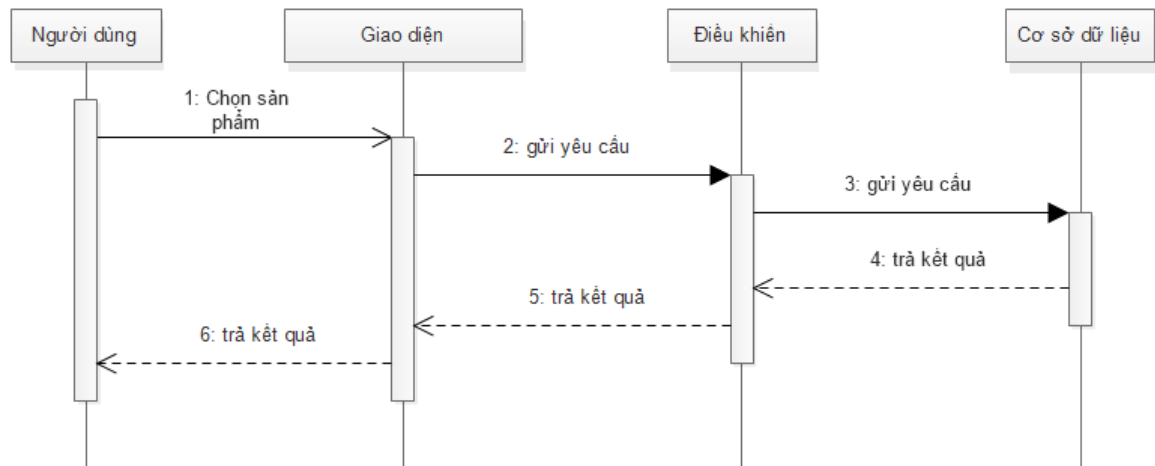 Người dùng
Giao diện
Điều khiển
Cơ sở dữ liệu
1: Chọn sản
phẩm
2: gửi yêu cầu
3: gửi yêu cầu
4: trả kết quả
5: trả kết quả
6: trả kết quả